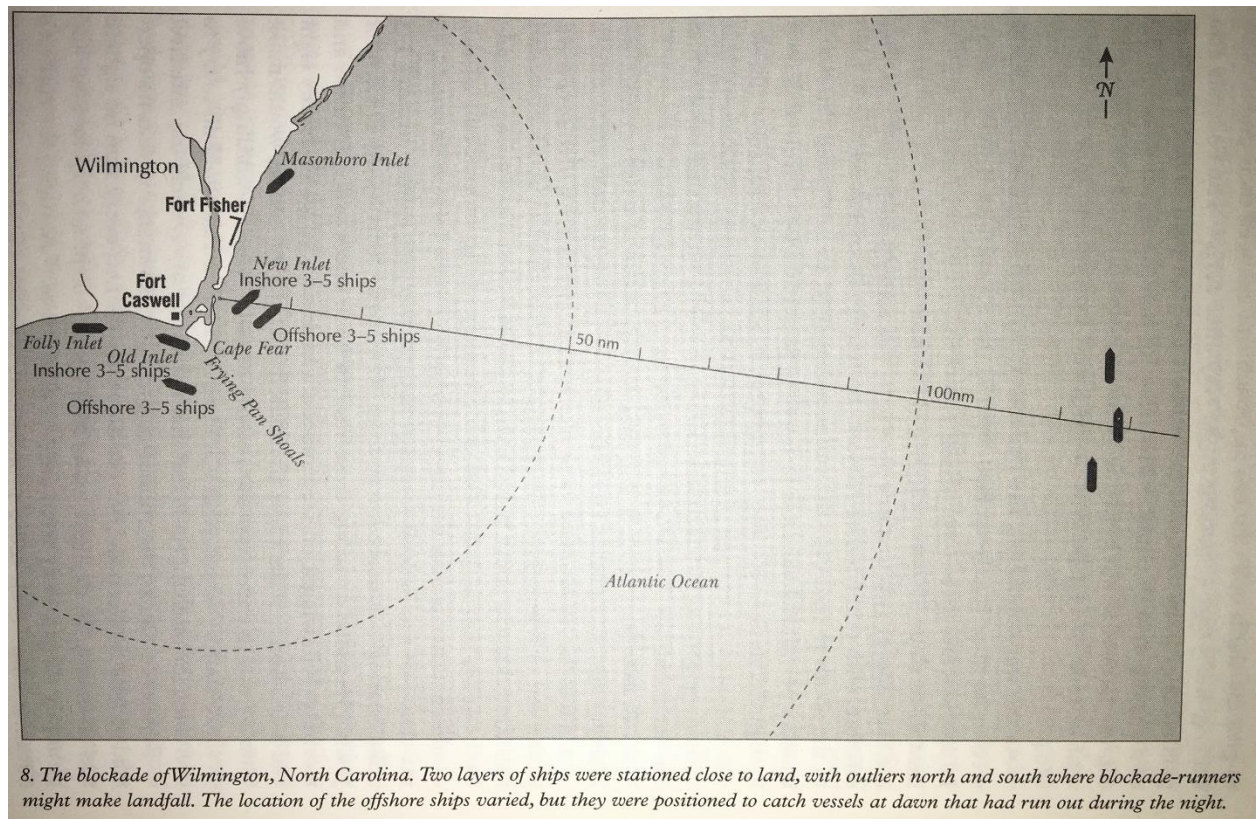 N
Masonboro Inlet
Wilmington
Fort Fisher
New Inlet
Inshore 3–5 ships
Fort
Caswell
Offshore 3–5 ships
Folly Inlet
Old Inlet
Cape Fear
Inshore 3–5 ships
Frying Pan Shoals
Offshore 3–5 ships
50 nm
100nm
Atlantic Ocean
8. The blockade of Wilmington, North Carolina. Two layers of ships were stationed close to land, with outliers north and south where blockade-runners
might make landfall. The location of the offshore ships varied, but they were positioned to catch vessels at dawn that had run out during the night.